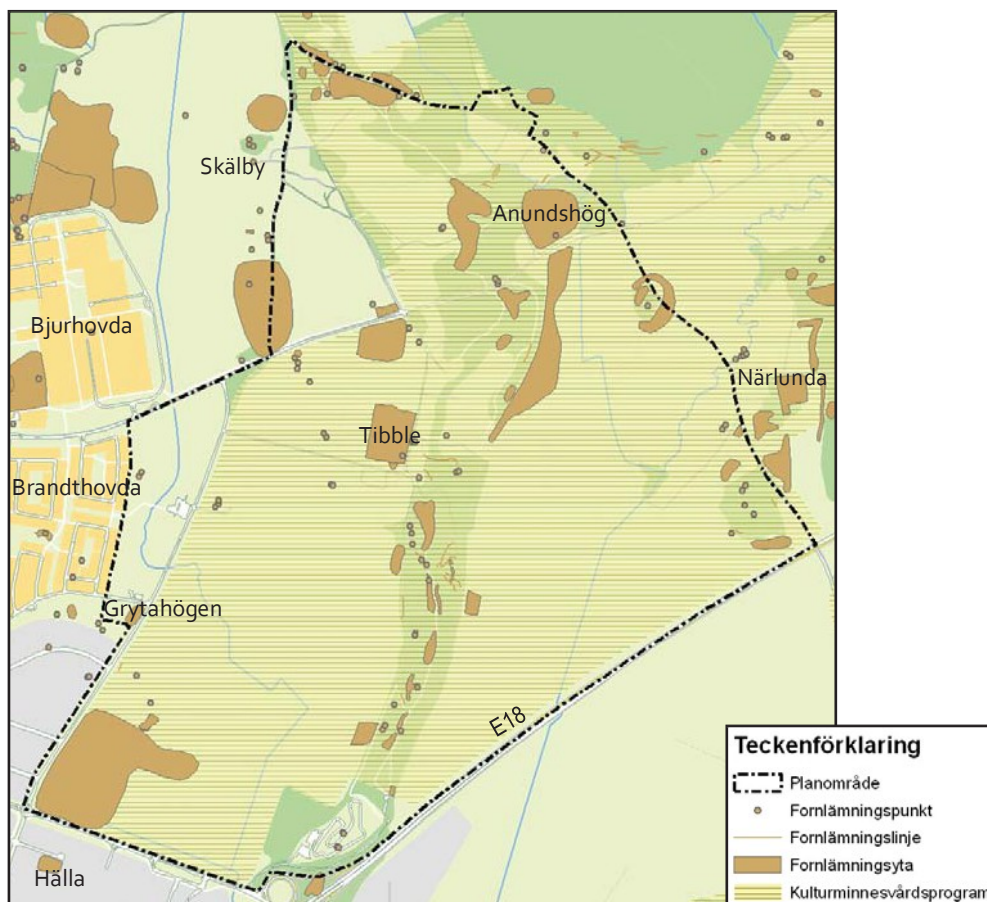 Skälby
Anundshög
Bjurhovda
Närlunda
Tibble
Brandthovda
Grytahögen
E18
Hälla
Teckenförklaring
Planområde
Fornlämningspunkt
Fornlämningslinje
Fornlämningsyta
Kulturminnesvårdsprogram